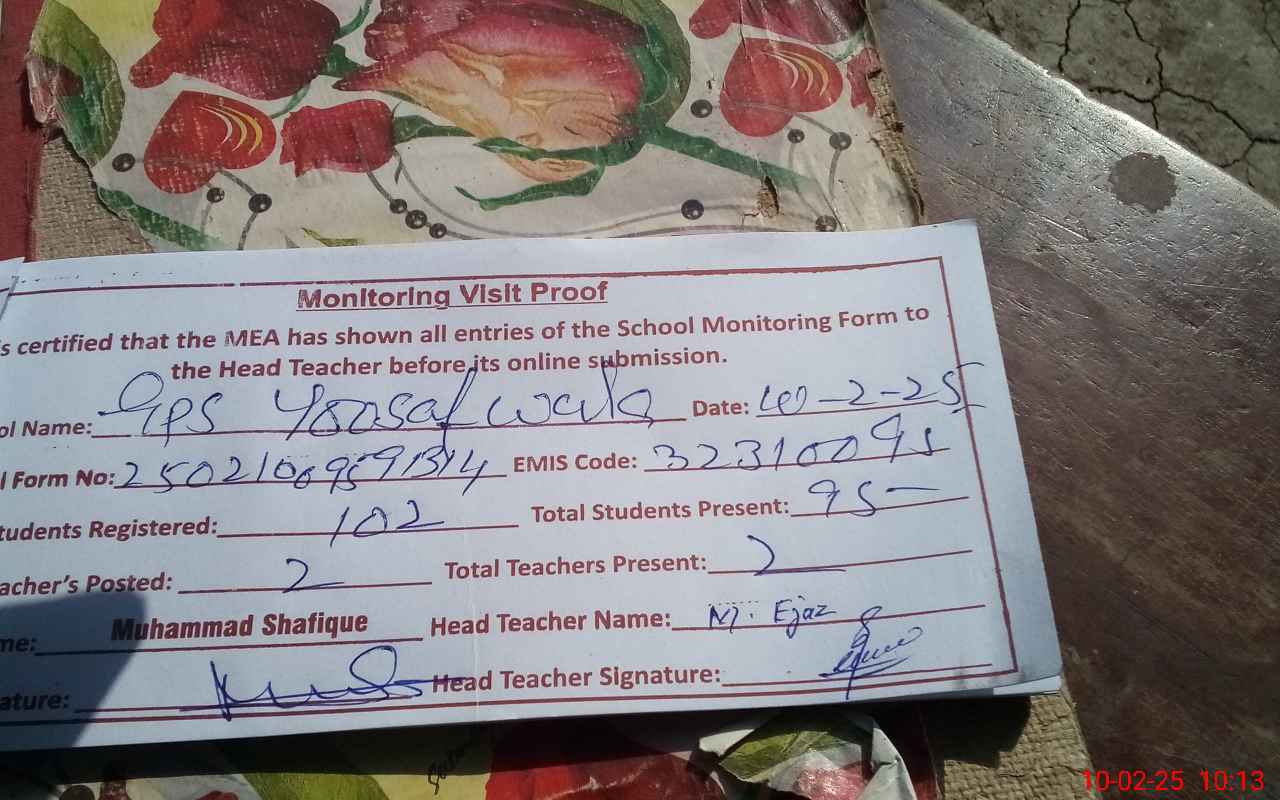 Monitoring Visit Proof
s certified that the MEA has shown all entries of the School Monitoring Form to
the Head Teacher before its online submission.
ol Name: GPS Yoosaf wala Date: 10-2-25
l Form No: EMIS Code: 32310095
tudents Registered: 102 Total Students Present: 95-
acher's Posted: 2 Total Teachers Present: 2
me: Muhammad Shafique Head Teacher Name: M. Ejaz
ature: Head Teacher Signature:
10-02-25 10:13